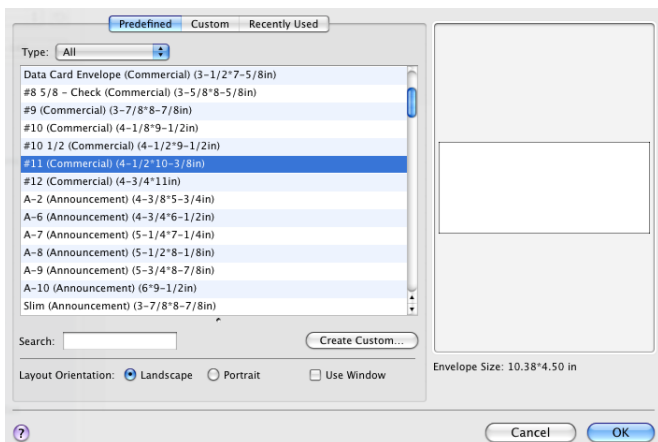 Predefined Custom Recently Used
Type: All
Data Card Envelope (Commercial) (3-1/2*7-5/8in)
#8 5/8 - Check (Commercial) (3-5/8*8-5/8in)
#9 (Commercial) (3-7/8*8-7/8in)
#10 (Commercial) (4-1/8*9-1/2in)
#10 1/2 (Commercial) (4-1/2*9-1/2in)
#11 (Commercial) (4-1/2*10-3/8in)
#12 (Commercial) (4-3/4*11in)
A-2 (Announcement) (4-3/8*5-3/4in)
A-6 (Announcement) (4-3/4*6-1/2in)
A-7 (Announcement) (5-1/4*7-1/4in)
A-8 (Announcement) (5-1/2*8-1/8in)
A-9 (Announcement) (5-3/4*8-7/8in)
A-10 (Announcement) (6*9-1/2in)
Slim (Announcement) (3-7/8*8-7/8in)
Search: Create Custom...
Layout Orientation: Landscape Portrait Use Window
Envelope Size: 10.38*4.50 in
? Cancel OK